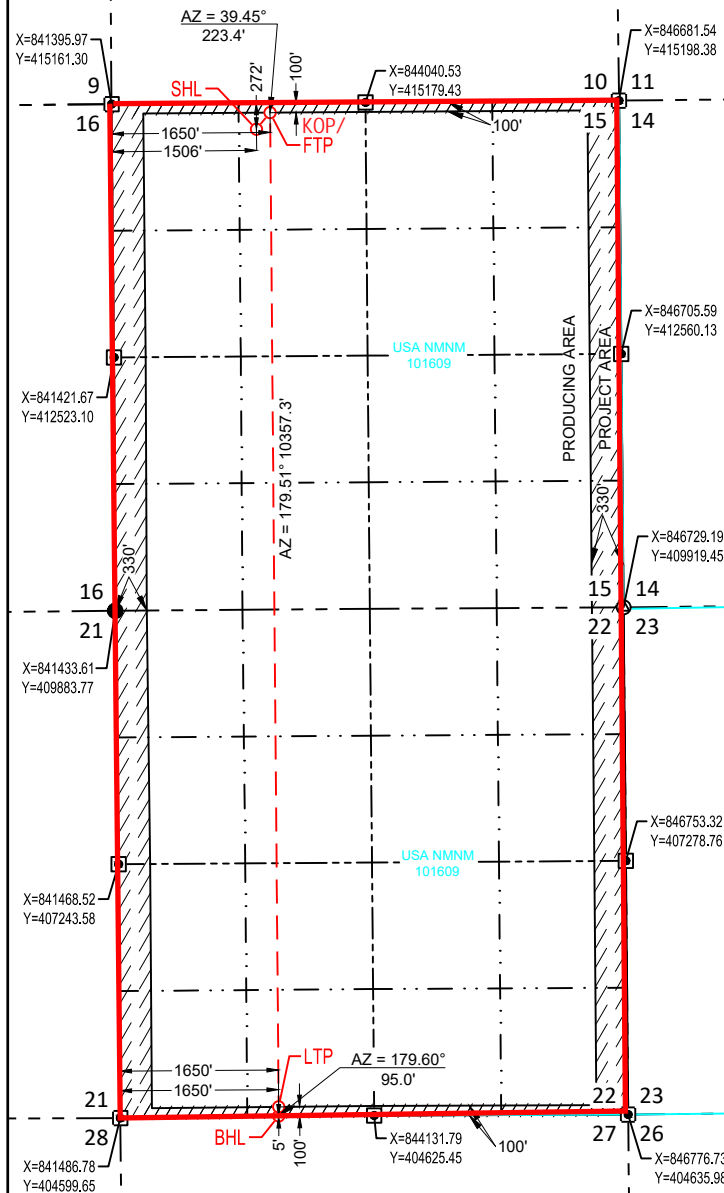 AZ = 39.45°
223.4'
X=841395.97
Y=415161.30
X=846681.54
Y=415198.38
X=844040.53
Y=415179.43
9
16
10
11
15
14
SHL
272'
100'
KOP/
FTP
100'
1650'
1506'
USA NMNM
101609
PRODUCING AREA
PROJECT AREA
X=846705.59
Y=412560.13
X=841421.67
Y=412523.10
AZ = 179.51° 10357.3'
330'
330'
X=846729.19
Y=409919.45
16
21
15
14
22
23
X=841433.61
Y=409883.77
USA NMNM
101609
X=846753.32
Y=407278.76
X=841468.52
Y=407243.58
1650'
1650'
LTP
AZ = 179.60°
95.0'
21
28
22
23
27
26
BHL
5'
100'
100'
X=844131.79
Y=404625.45
X=841486.78
Y=404599.65
X=846776.73
Y=404635.98